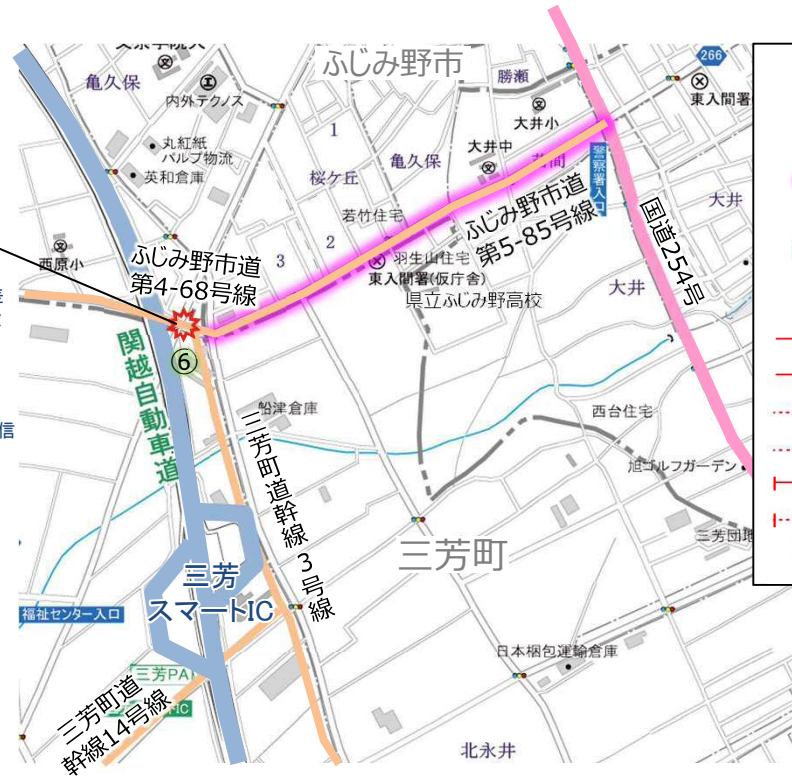 ふじみ野市
266
勝瀬
亀久保
内外テクノス
東入間署
大井小
丸紅紙
パルプ物流
1
大井中
英和倉庫
桜ケ丘
亀久保
警察署入口
大井
若竹住宅
ふじみ野市道
第5-85号線
国道254号
西原小
ふじみ野市道
第4-68号線
3
2
羽生山住宅
東入間署(仮庁舎)
県立ふじみ野高校
大井
⑥
関越自動車道
信
船津倉庫
西台住宅
三芳町道幹線3号線
旭ゴルフガーデン
三芳団地
三芳町
三芳
スマートIC
福祉センター入口
日本梱包運輸倉庫
三芳PA
三芳町道
幹線14号線
IC
北永井